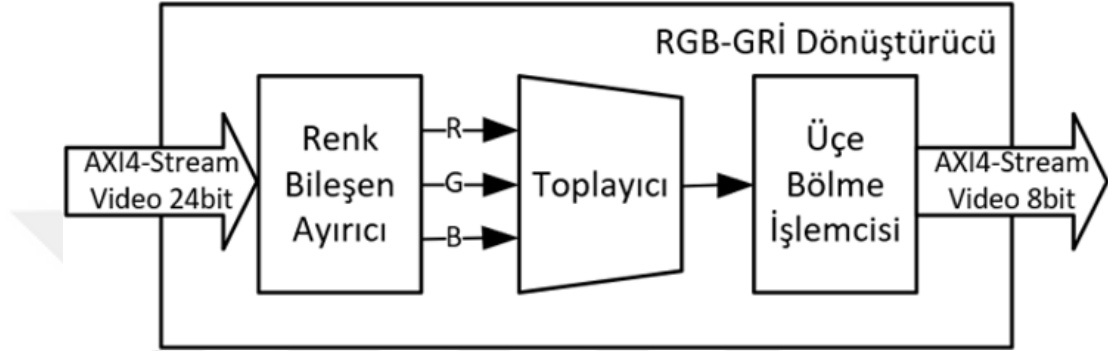 RGB-GRİ Dönüştürücü
AXI4-Stream
Video 24bit
Renk
Bileşen
Ayırıcı
R
G
B
Toplayıcı
Üçe
Bölme
İşlemcisi
AXI4-Stream
Video 8bit